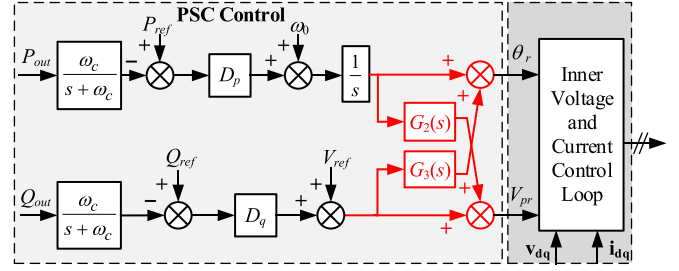 PSC Control
P_ref
ω_0
P_out
ω_c
s + ω_c
−
+
D_p
+
+
1
s
+
+
θ_r
G_2(s)
G_3(s)
Q_ref
V_ref
Q_out
ω_c
s + ω_c
−
+
D_q
+
+
+
+
V_pr
Inner
Voltage
and
Current
Control
Loop
v_dq
i_dq